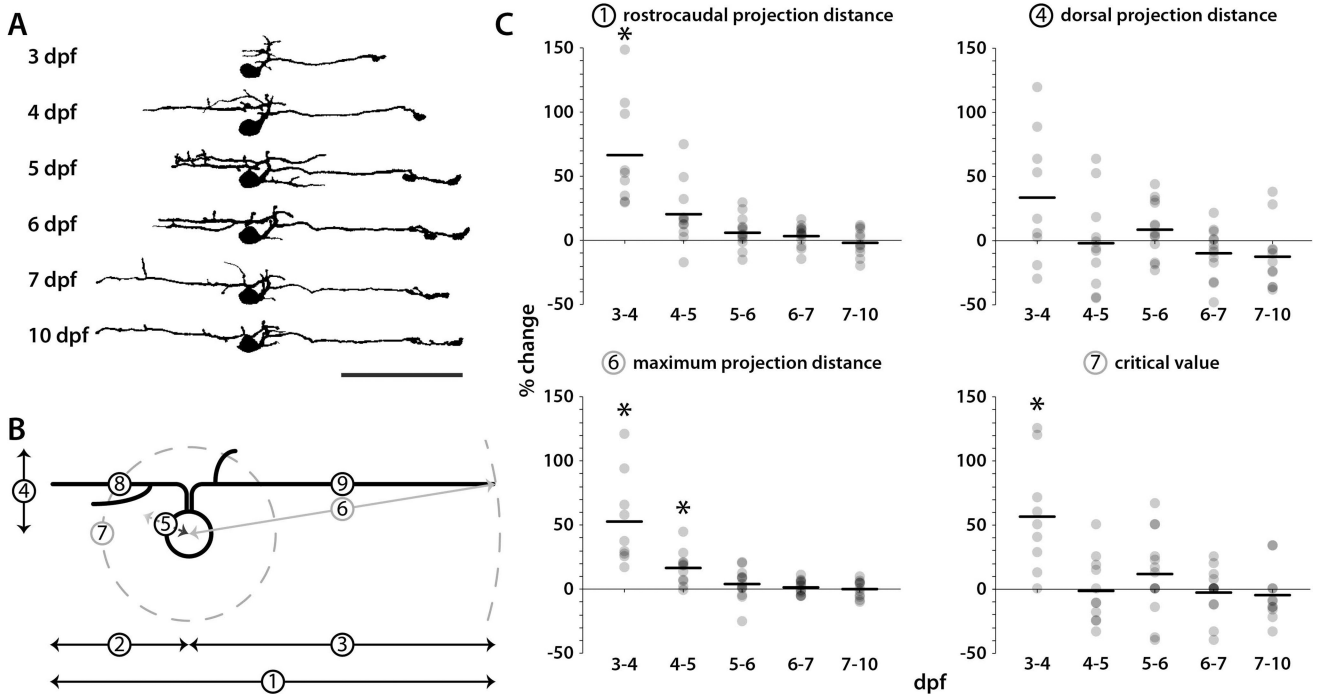 A
3 dpf
4 dpf
5 dpf
6 dpf
7 dpf
10 dpf
B
4
8
9
6
7
5
2
3
1
C
% change
1 rostrocaudal projection distance
*
150
100
50
0
-50
3-4 4-5 5-6 6-7 7-10
4 dorsal projection distance
150
100
50
0
-50
3-4 4-5 5-6 6-7 7-10
6 maximum projection distance
* *
150
100
50
0
-50
3-4 4-5 5-6 6-7 7-10
7 critical value
*
150
100
50
0
-50
3-4 4-5 5-6 6-7 7-10
dpf